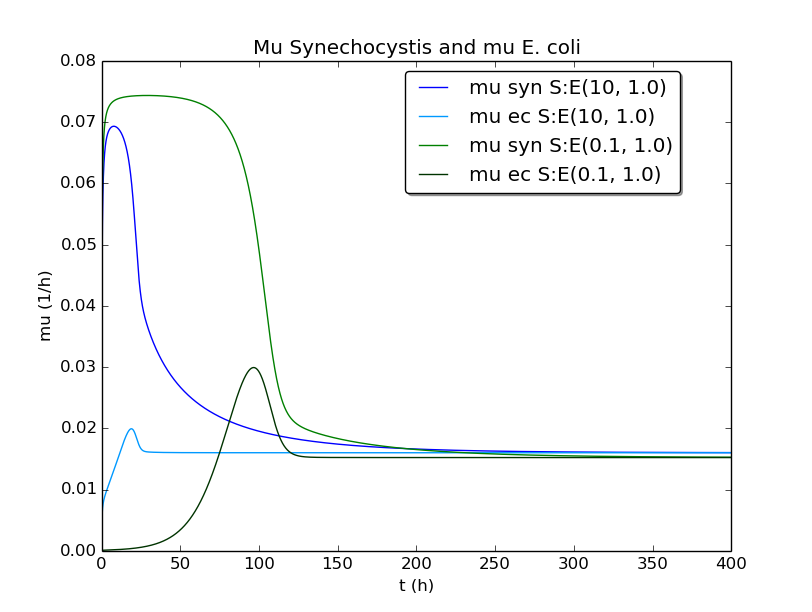 Mu Synechocystis and mu E. coli
0.08
0.07
0.06
0.05
0.04
0.03
0.02
0.01
0.00
mu (1/h)
mu syn S:E(10, 1.0)
mu ec S:E(10, 1.0)
mu syn S:E(0.1, 1.0)
mu ec S:E(0.1, 1.0)
0 50 100 150 200 250 300 350 400
t (h)